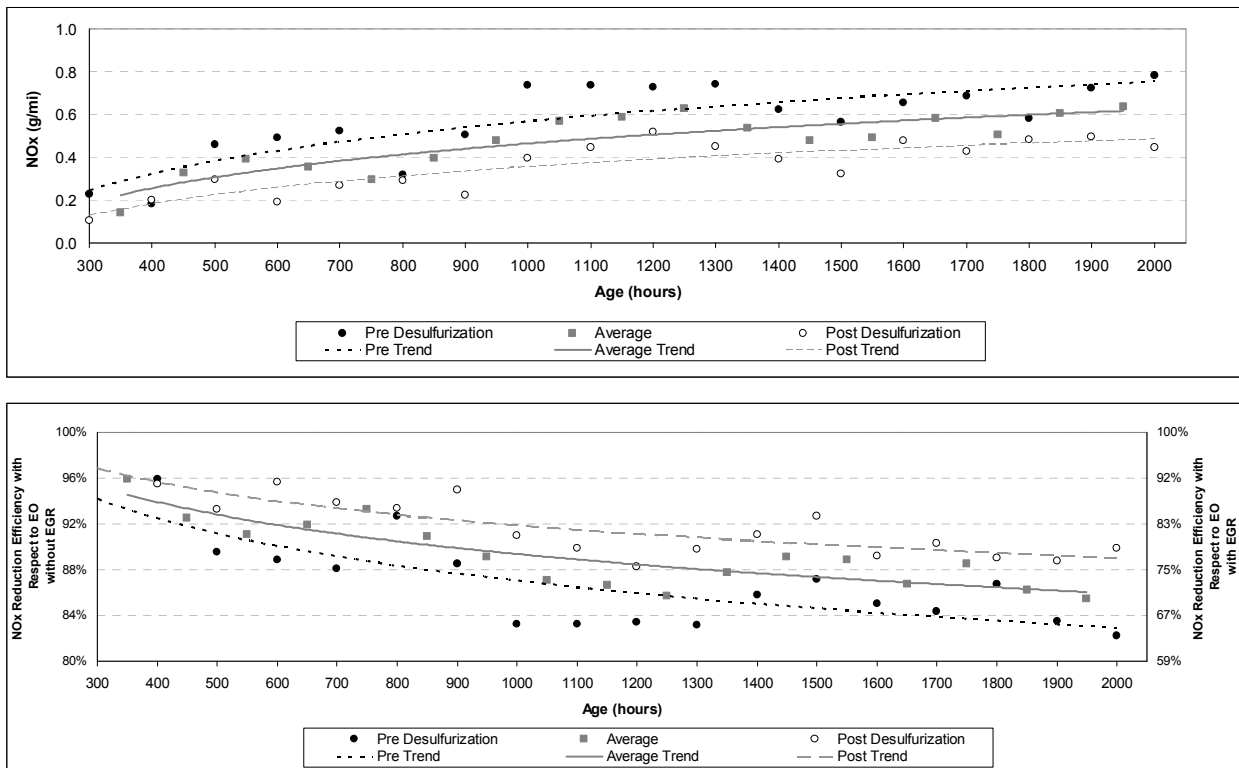 1.0
0.8
0.6
0.4
0.2
0.0
NOx (g/mi)
300 400 500 600 700 800 900 1000 1100 1200 1300 1400 1500 1600 1700 1800 1900 2000
Age (hours)
Pre Desulfurization Average Post Desulfurization
Pre Trend Average Trend Post Trend
100%
96%
92%
88%
84%
80%
NOx Reduction Efficiency with
Respect to EO
without EGR
100%
92%
83%
75%
67%
59%
NOx Reduction Efficiency with
Respect to EO
with EGR
300 400 500 600 700 800 900 1000 1100 1200 1300 1400 1500 1600 1700 1800 1900 2000
Age (hours)
Pre Desulfurization Average Post Desulfurization
Pre Trend Average Trend Post Trend